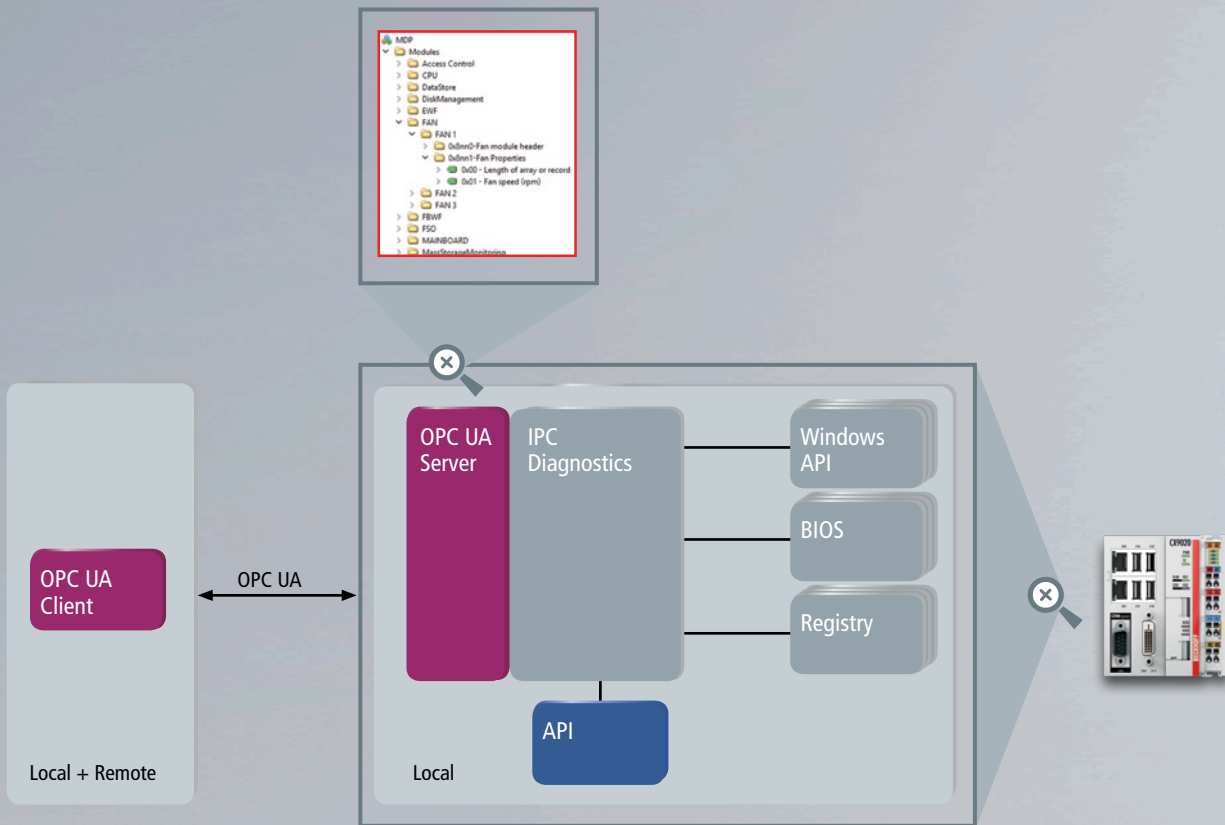 MDP
Modules
Access Control
CPU
DataStore
DiskManagement
EWF
FAN
FAN 1
0x8nn0-Fan module header
0x8nn1-Fan Properties
0x00 - Length of array or record
0x01 - Fan speed (rpm)
FAN 2
FAN 3
FBWF
FSO
MAINBOARD
MassStorageMonitoring
OPC UA
Server
IPC
Diagnostics
Windows
API
BIOS
Registry
API
Local
OPC UA
Client
OPC UA
Local + Remote
CX9020